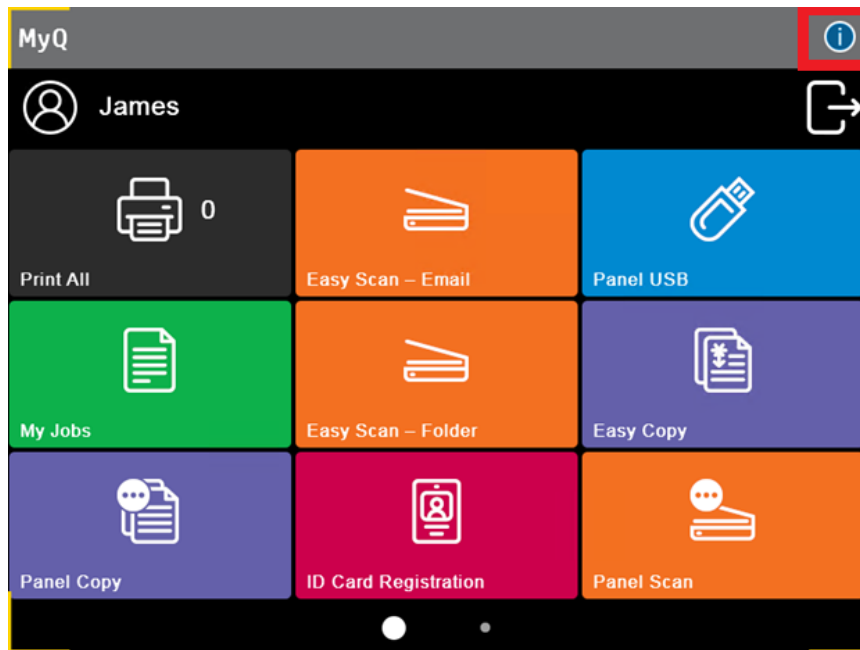 MyQ
James
0
Print All
Easy Scan – Email
Panel USB
My Jobs
Easy Scan – Folder
Easy Copy
Panel Copy
ID Card Registration
Panel Scan